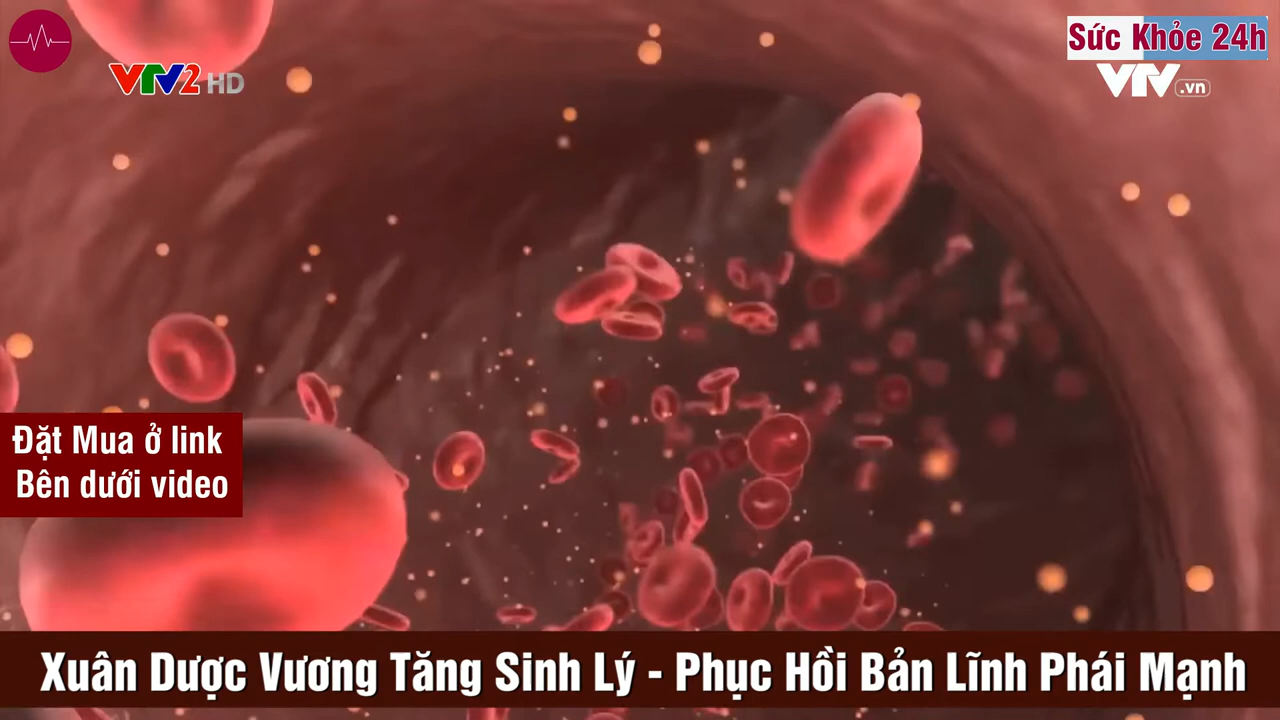 Sức Khỏe 24h
VTV2 HD
VTV.vn
Đặt Mua ở link
Bên dưới video
Xuân Dược Vương Tăng Sinh Lý - Phục Hồi Bản Lĩnh Phái Mạnh